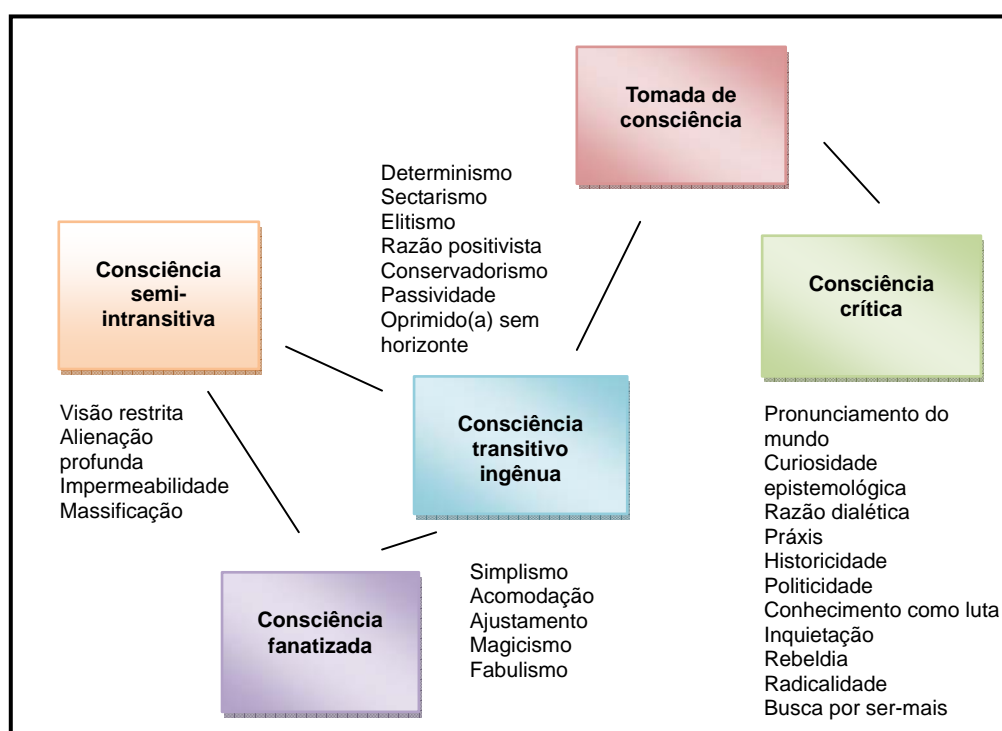 Tomada de
consciência
Determinismo
Sectarismo
Elitismo
Razão positivista
Conservadorismo
Passividade
Oprimido(a) sem
horizonte
Consciência
semi-
intransitiva
Visão restrita
Alienação
profunda
Impermeabilidade
Massificação
Consciência
transitivo
ingênua
Consciência
crítica
Pronunciamento do
mundo
Curiosidade
epistemológica
Razão dialética
Práxis
Historicidade
Politicidade
Conhecimento como luta
Inquietação
Rebeldia
Radicalidade
Busca por ser-mais
Consciência
fanatizada
Simplismo
Acomodação
Ajustamento
Magicismo
Fabulismo